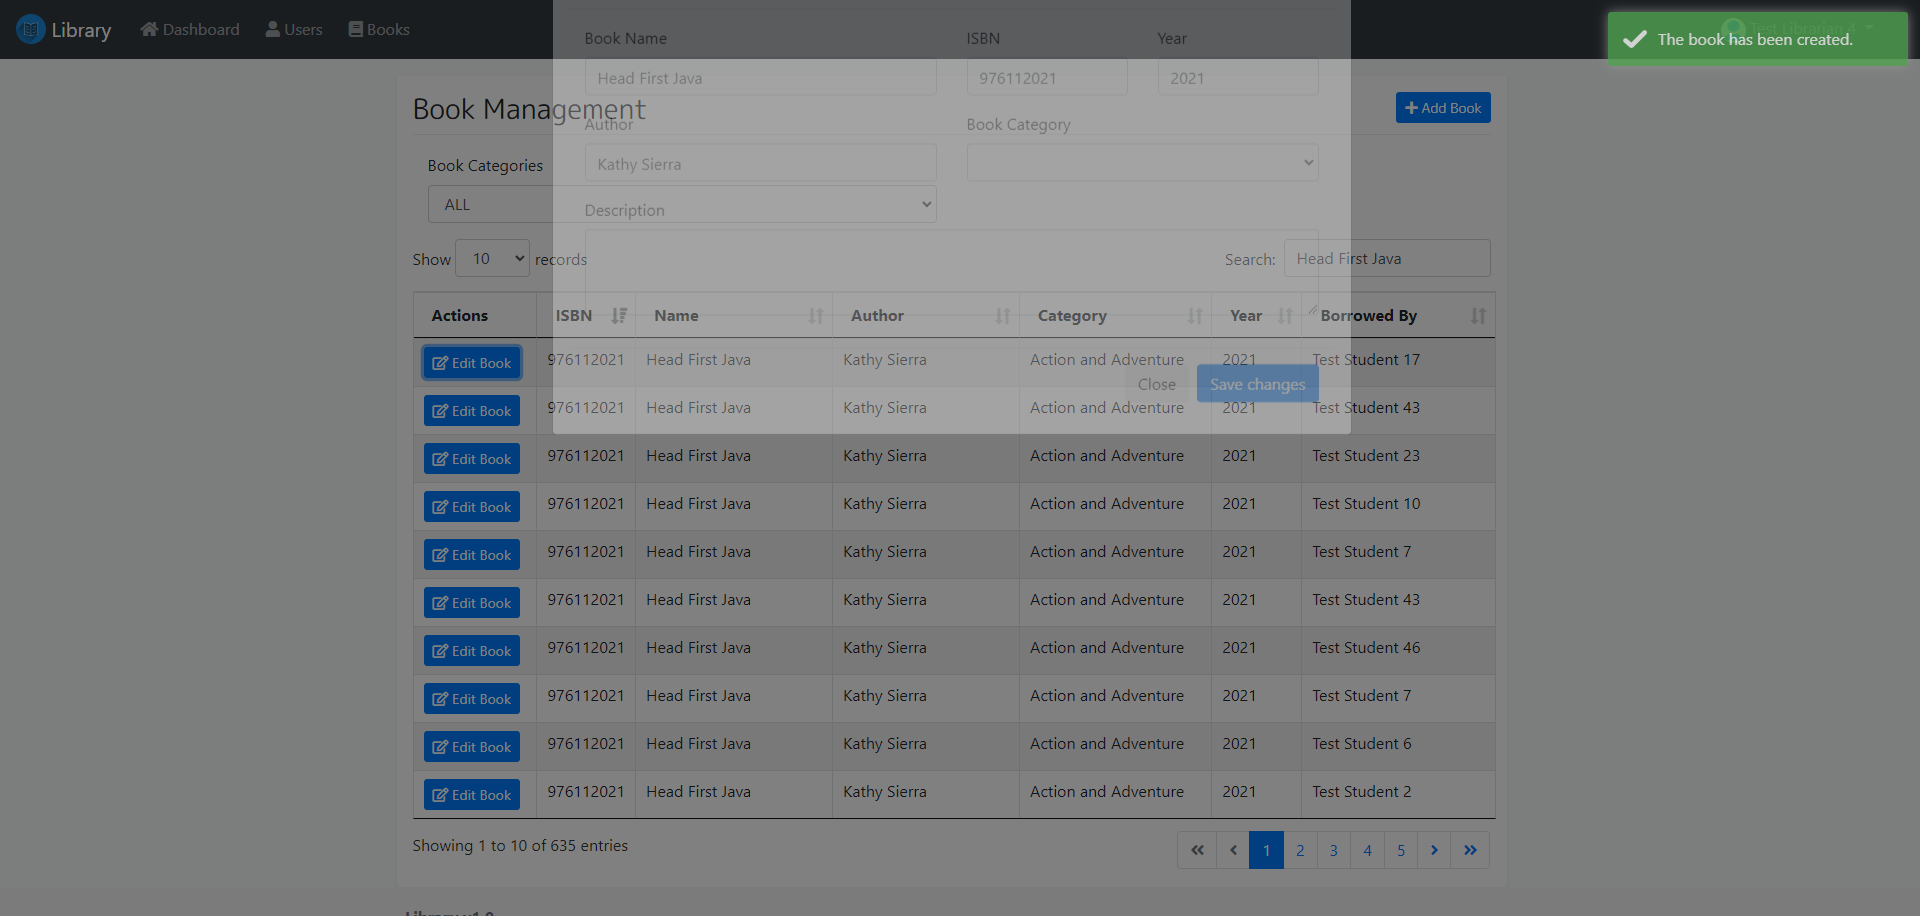 Library Dashboard Users Books Test Librarian 4
The book has been created.
Book Name ISBN Year
Head First Java 976112021 2021
Book Management Add Book
Author Book Category
Kathy Sierra
Book Categories
ALL
Description
Show 10 records Search: Head First Java
Actions ISBN Name Author Category Year Borrowed By
Edit Book 976112021 Head First Java Kathy Sierra Action and Adventure 2021 Test Student 17
Close Save changes
Edit Book 976112021 Head First Java Kathy Sierra Action and Adventure 2021 Test Student 43
Edit Book 976112021 Head First Java Kathy Sierra Action and Adventure 2021 Test Student 23
Edit Book 976112021 Head First Java Kathy Sierra Action and Adventure 2021 Test Student 10
Edit Book 976112021 Head First Java Kathy Sierra Action and Adventure 2021 Test Student 7
Edit Book 976112021 Head First Java Kathy Sierra Action and Adventure 2021 Test Student 43
Edit Book 976112021 Head First Java Kathy Sierra Action and Adventure 2021 Test Student 46
Edit Book 976112021 Head First Java Kathy Sierra Action and Adventure 2021 Test Student 7
Edit Book 976112021 Head First Java Kathy Sierra Action and Adventure 2021 Test Student 6
Edit Book 976112021 Head First Java Kathy Sierra Action and Adventure 2021 Test Student 2
Showing 1 to 10 of 635 entries « ‹ 1 2 3 4 5 › »